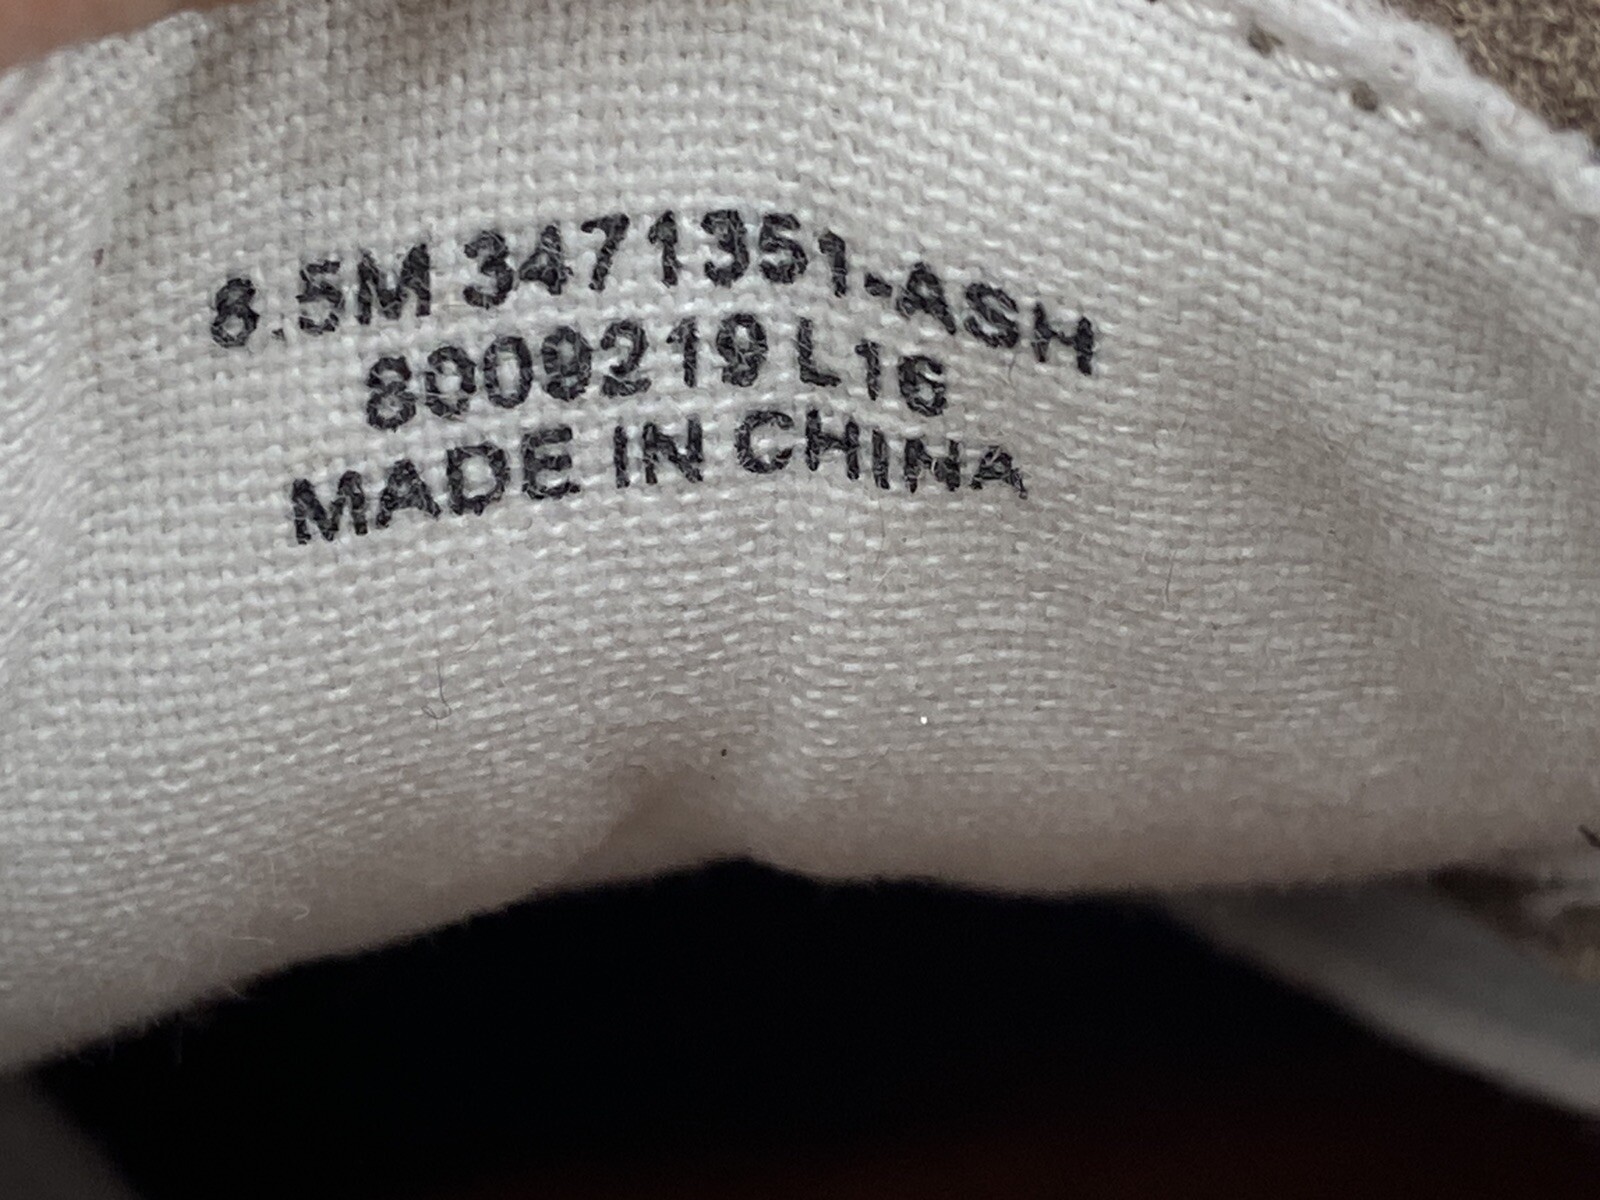 8.5M 3471351-ASH
8009219 L16
MADE IN CHINA